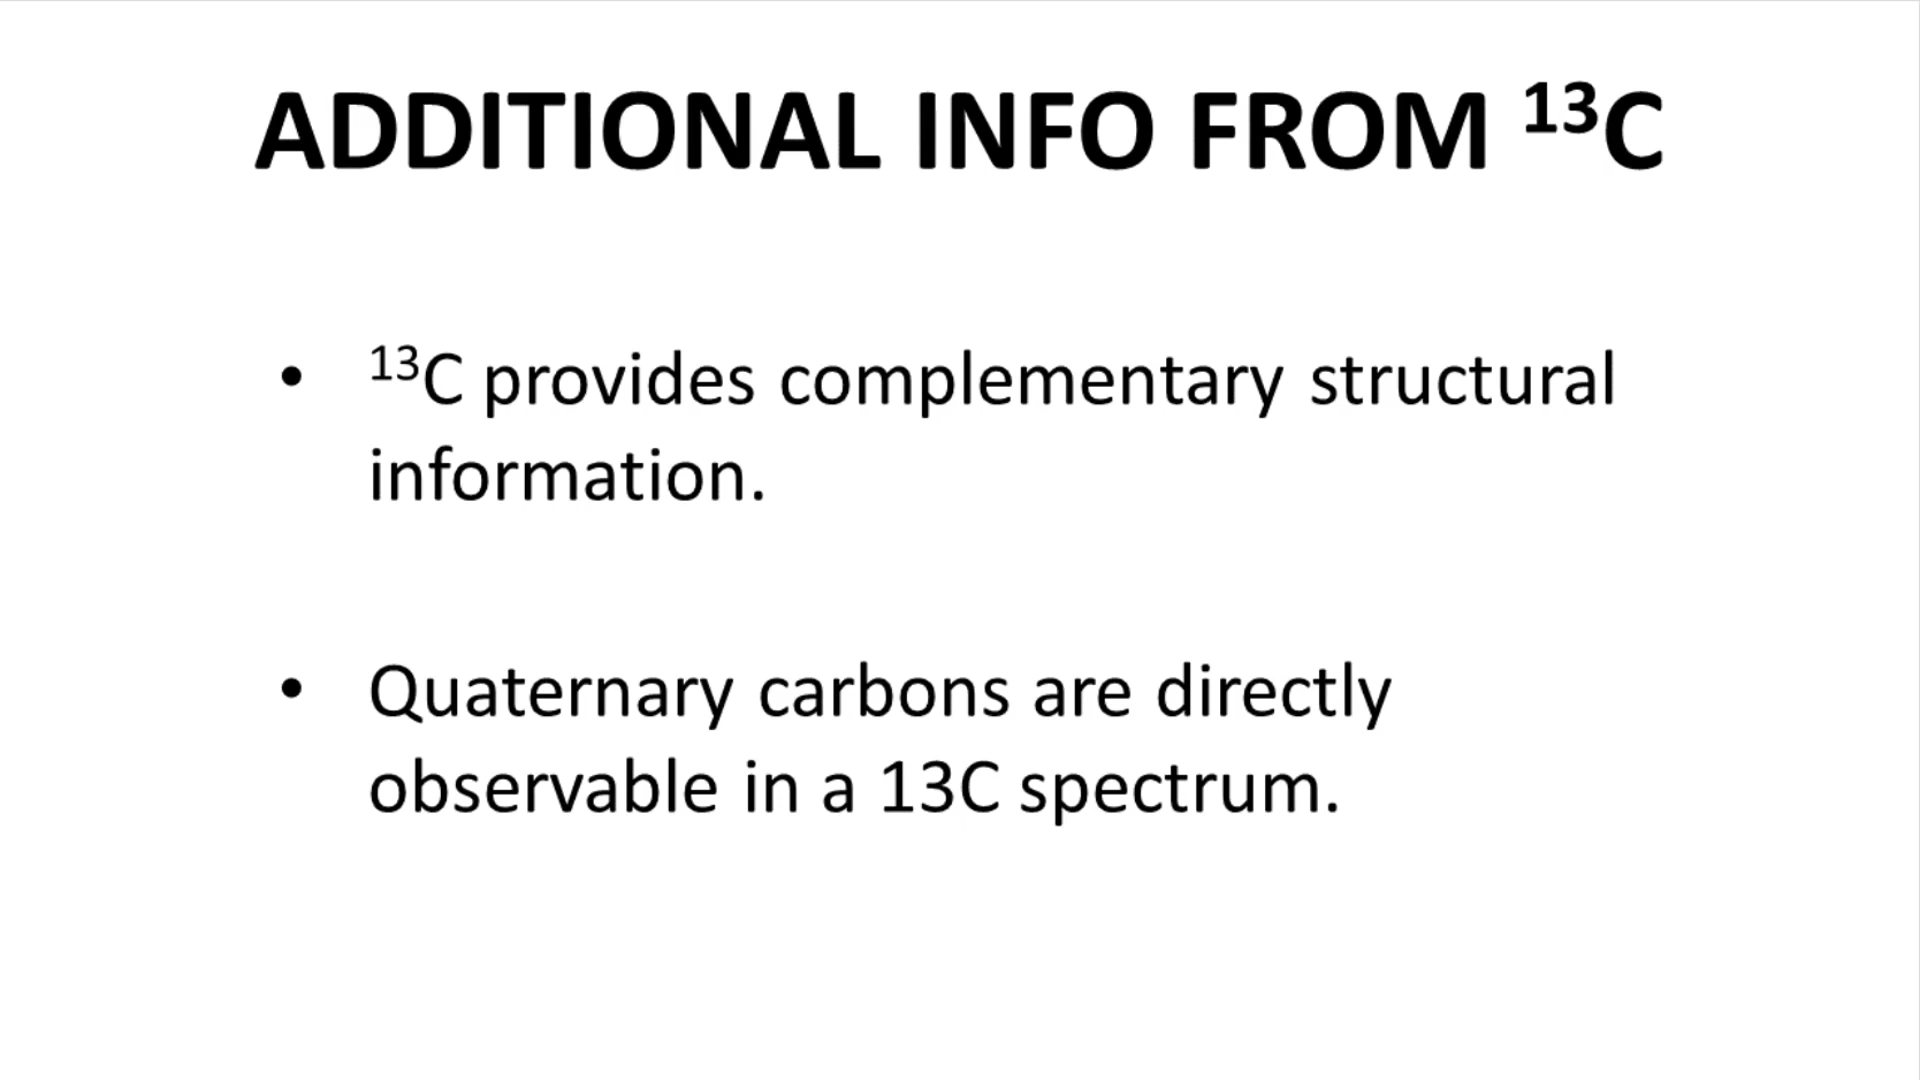 ADDITIONAL INFO FROM ¹³C
• ¹³C provides complementary structural
information.
• Quaternary carbons are directly
observable in a 13C spectrum.